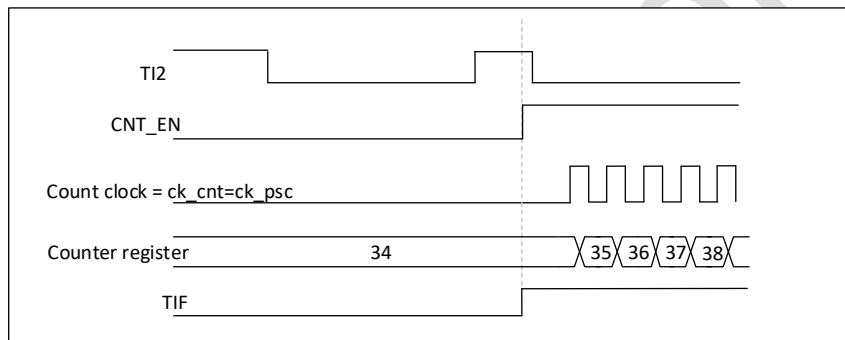 TI2
CNT_EN
Count clock = ck_cnt=ck_psc
Counter register 34 35 36 37 38
TIF